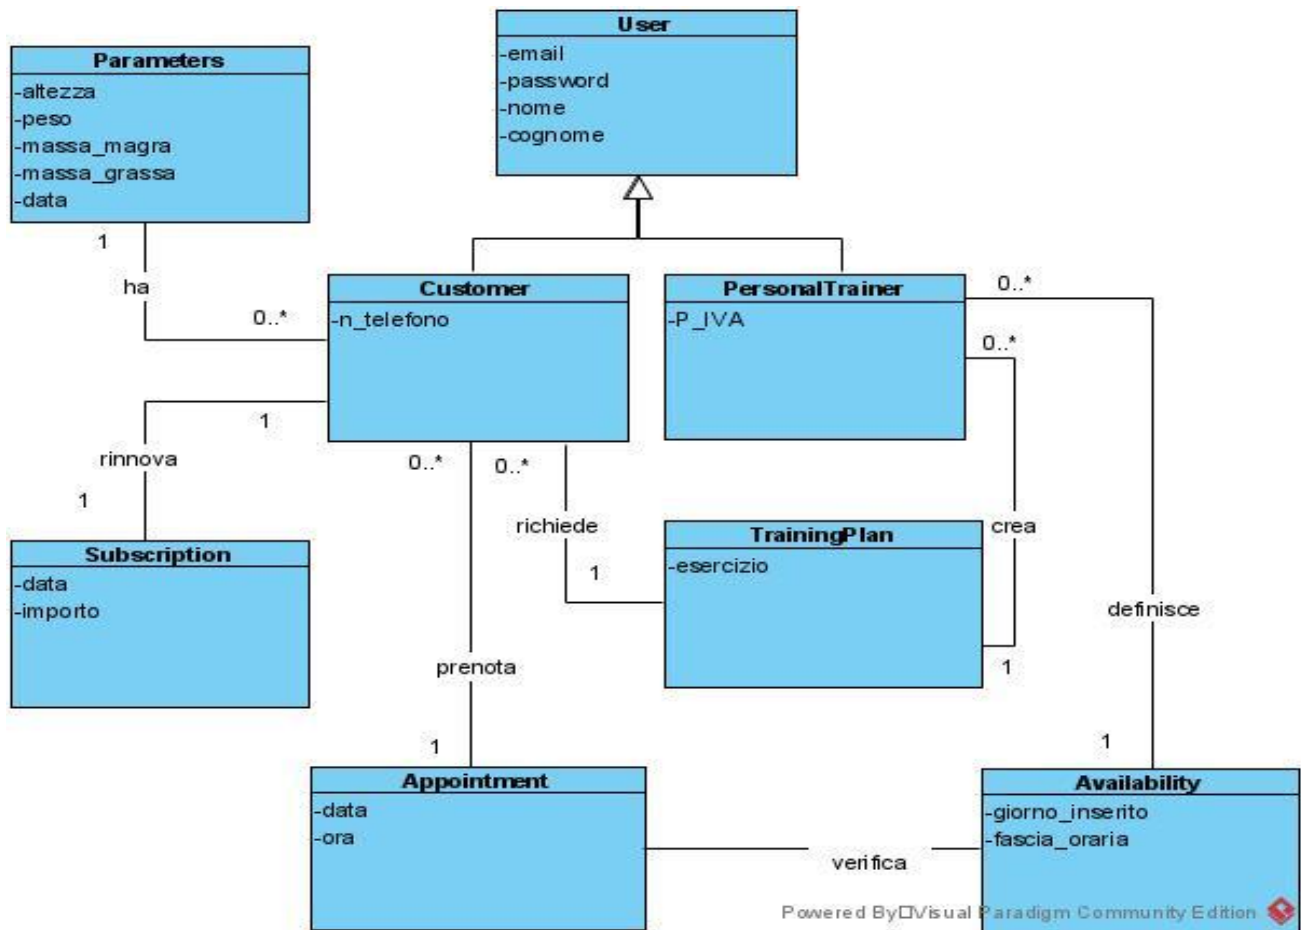 User
-email
-password
-nome
-cognome
Parameters
-altezza
-peso
-massa_magra
-massa_grassa
-data
1
ha
0..*
Customer
-n_telefono
PersonalTrainer
-P_IVA
0..*
0..*
1
rinnova
1
0..*
0..*
richiede
1
crea
1
definisce
1
Subscription
-data
-importo
TrainingPlan
-esercizio
prenota
1
Appointment
-data
-ora
verifica
Availability
-giorno_inserito
-fascia_oraria
Powered By□Visual Paradigm Community Edition